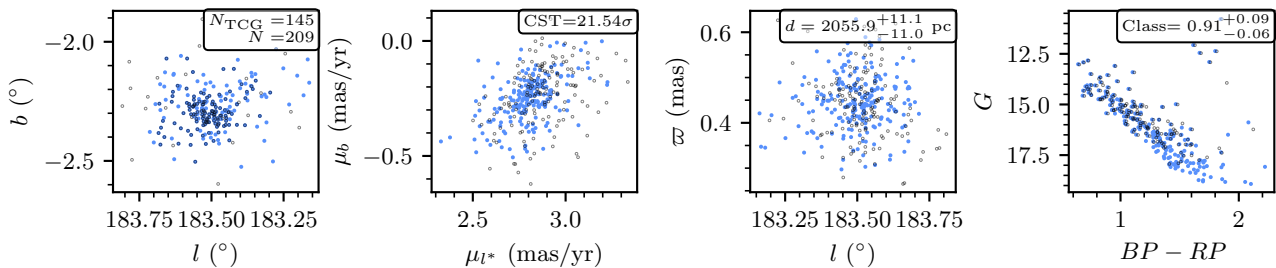 N_TCG =145
N =209
−2.0
−2.5
b (°)
183.75 183.50 183.25
l (°)
CST=21.54σ
0.0
−0.5
μ_b (mas/yr)
2.5 3.0
μ_l* (mas/yr)
d = 2055.9 +11.1 −11.0 pc
0.6
0.4
ϖ (mas)
183.25 183.50 183.75
l (°)
Class= 0.91 +0.09 −0.06
12.5
15.0
17.5
G
1 2
BP − RP